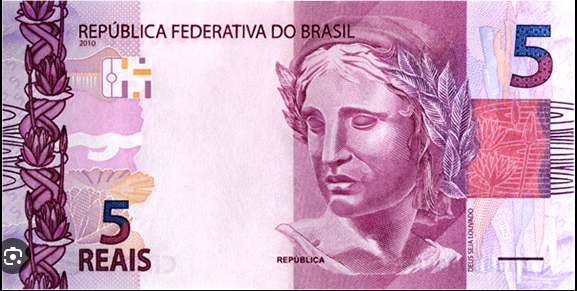 REPÚBLICA FEDERATIVA DO BRASIL
2010
5
5
REAIS
REPÚBLICA
DEUS SEJA LOUVADO